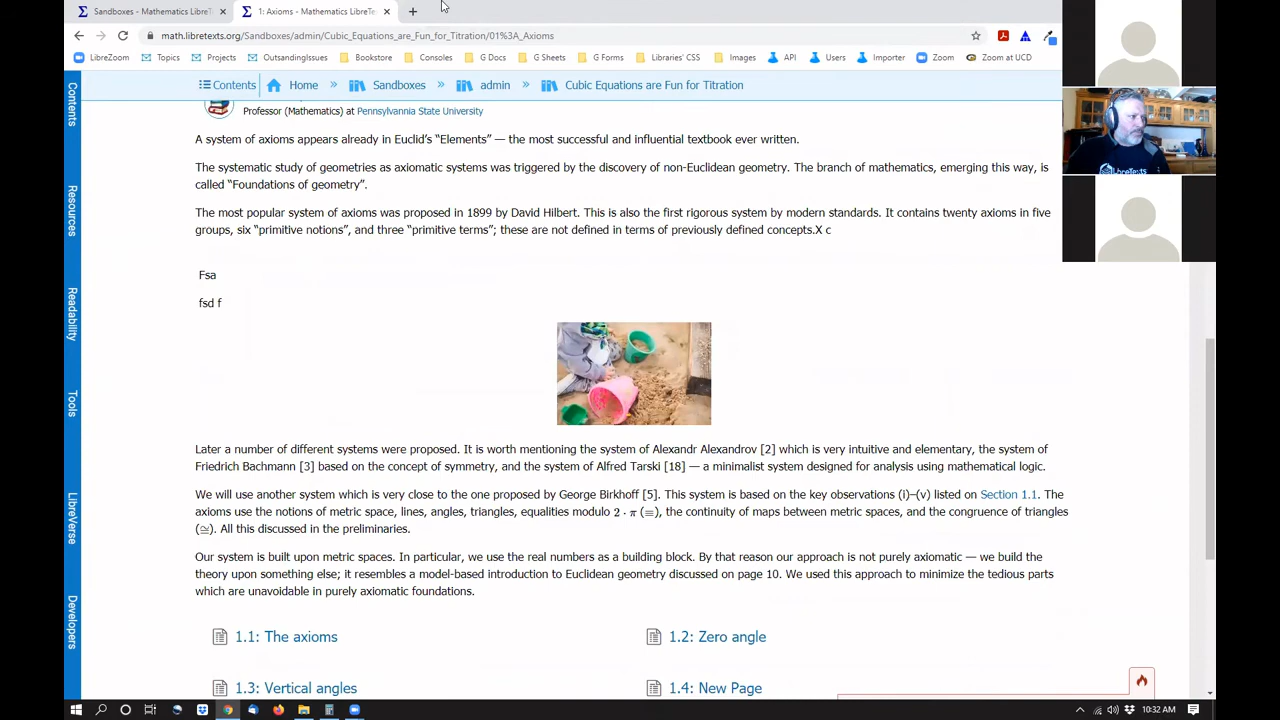 Sandboxes - Mathematics LibreT
1: Axioms - Mathematics LibreTe
math.libretexts.org/Sandboxes/admin/Cubic_Equations_are_Fun_for_Titration/01%3A_Axioms
LibreZoom Topics Projects OutsandingIssues Bookstore Consoles G Docs G Sheets G Forms Libraries' CSS Images API Users Importer Zoom Zoom at UCD
Contents Home » Sandboxes » admin » Cubic Equations are Fun for Titration
Professor (Mathematics) at Pennsylvania State University
A system of axioms appears already in Euclid's “Elements” — the most successful and influential textbook ever written.
The systematic study of geometries as axiomatic systems was triggered by the discovery of non-Euclidean geometry. The branch of mathematics, emerging this way, is
called “Foundations of geometry”.
The most popular system of axioms was proposed in 1899 by David Hilbert. This is also the first rigorous system by modern standards. It contains twenty axioms in five
groups, six “primitive notions”, and three “primitive terms”; these are not defined in terms of previously defined concepts.X c
Fsa
fsd f
Later a number of different systems were proposed. It is worth mentioning the system of Alexandr Alexandrov [2] which is very intuitive and elementary, the system of
Friedrich Bachmann [3] based on the concept of symmetry, and the system of Alfred Tarski [18] — a minimalist system designed for analysis using mathematical logic.
We will use another system which is very close to the one proposed by George Birkhoff [5]. This system is based on the key observations (i)–(v) listed on Section 1.1. The
axioms use the notions of metric space, lines, angles, triangles, equalities modulo 2 · π (≡), the continuity of maps between metric spaces, and the congruence of triangles
(≅). All this discussed in the preliminaries.
Our system is built upon metric spaces. In particular, we use the real numbers as a building block. By that reason our approach is not purely axiomatic — we build the
theory upon something else; it resembles a model-based introduction to Euclidean geometry discussed on page 10. We used this approach to minimize the tedious parts
which are unavoidable in purely axiomatic foundations.
1.1: The axioms
1.2: Zero angle
1.3: Vertical angles
1.4: New Page
Contents
Resources
Readability
Tools
LibreVerse
Developers
LibreTexts
10:32 AM